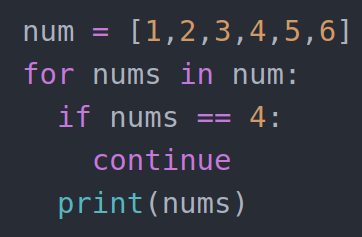 num = [1,2,3,4,5,6]
for nums in num:
  if nums == 4:
    continue
  print(nums)